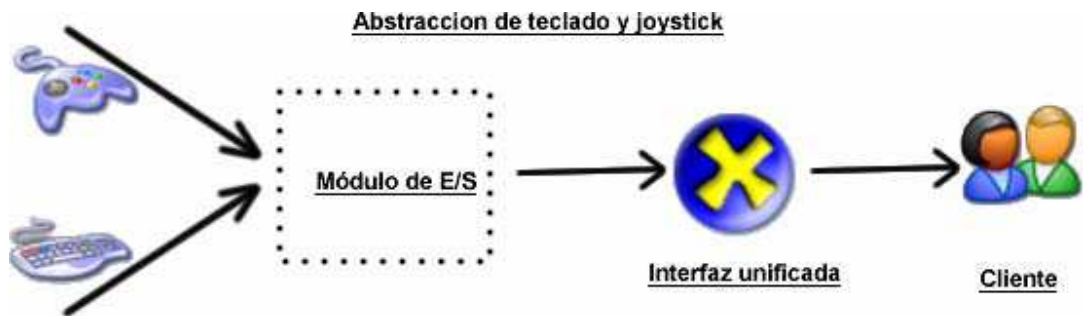 Abstraccion de teclado y joystick
Módulo de E/S
Interfaz unificada
Cliente